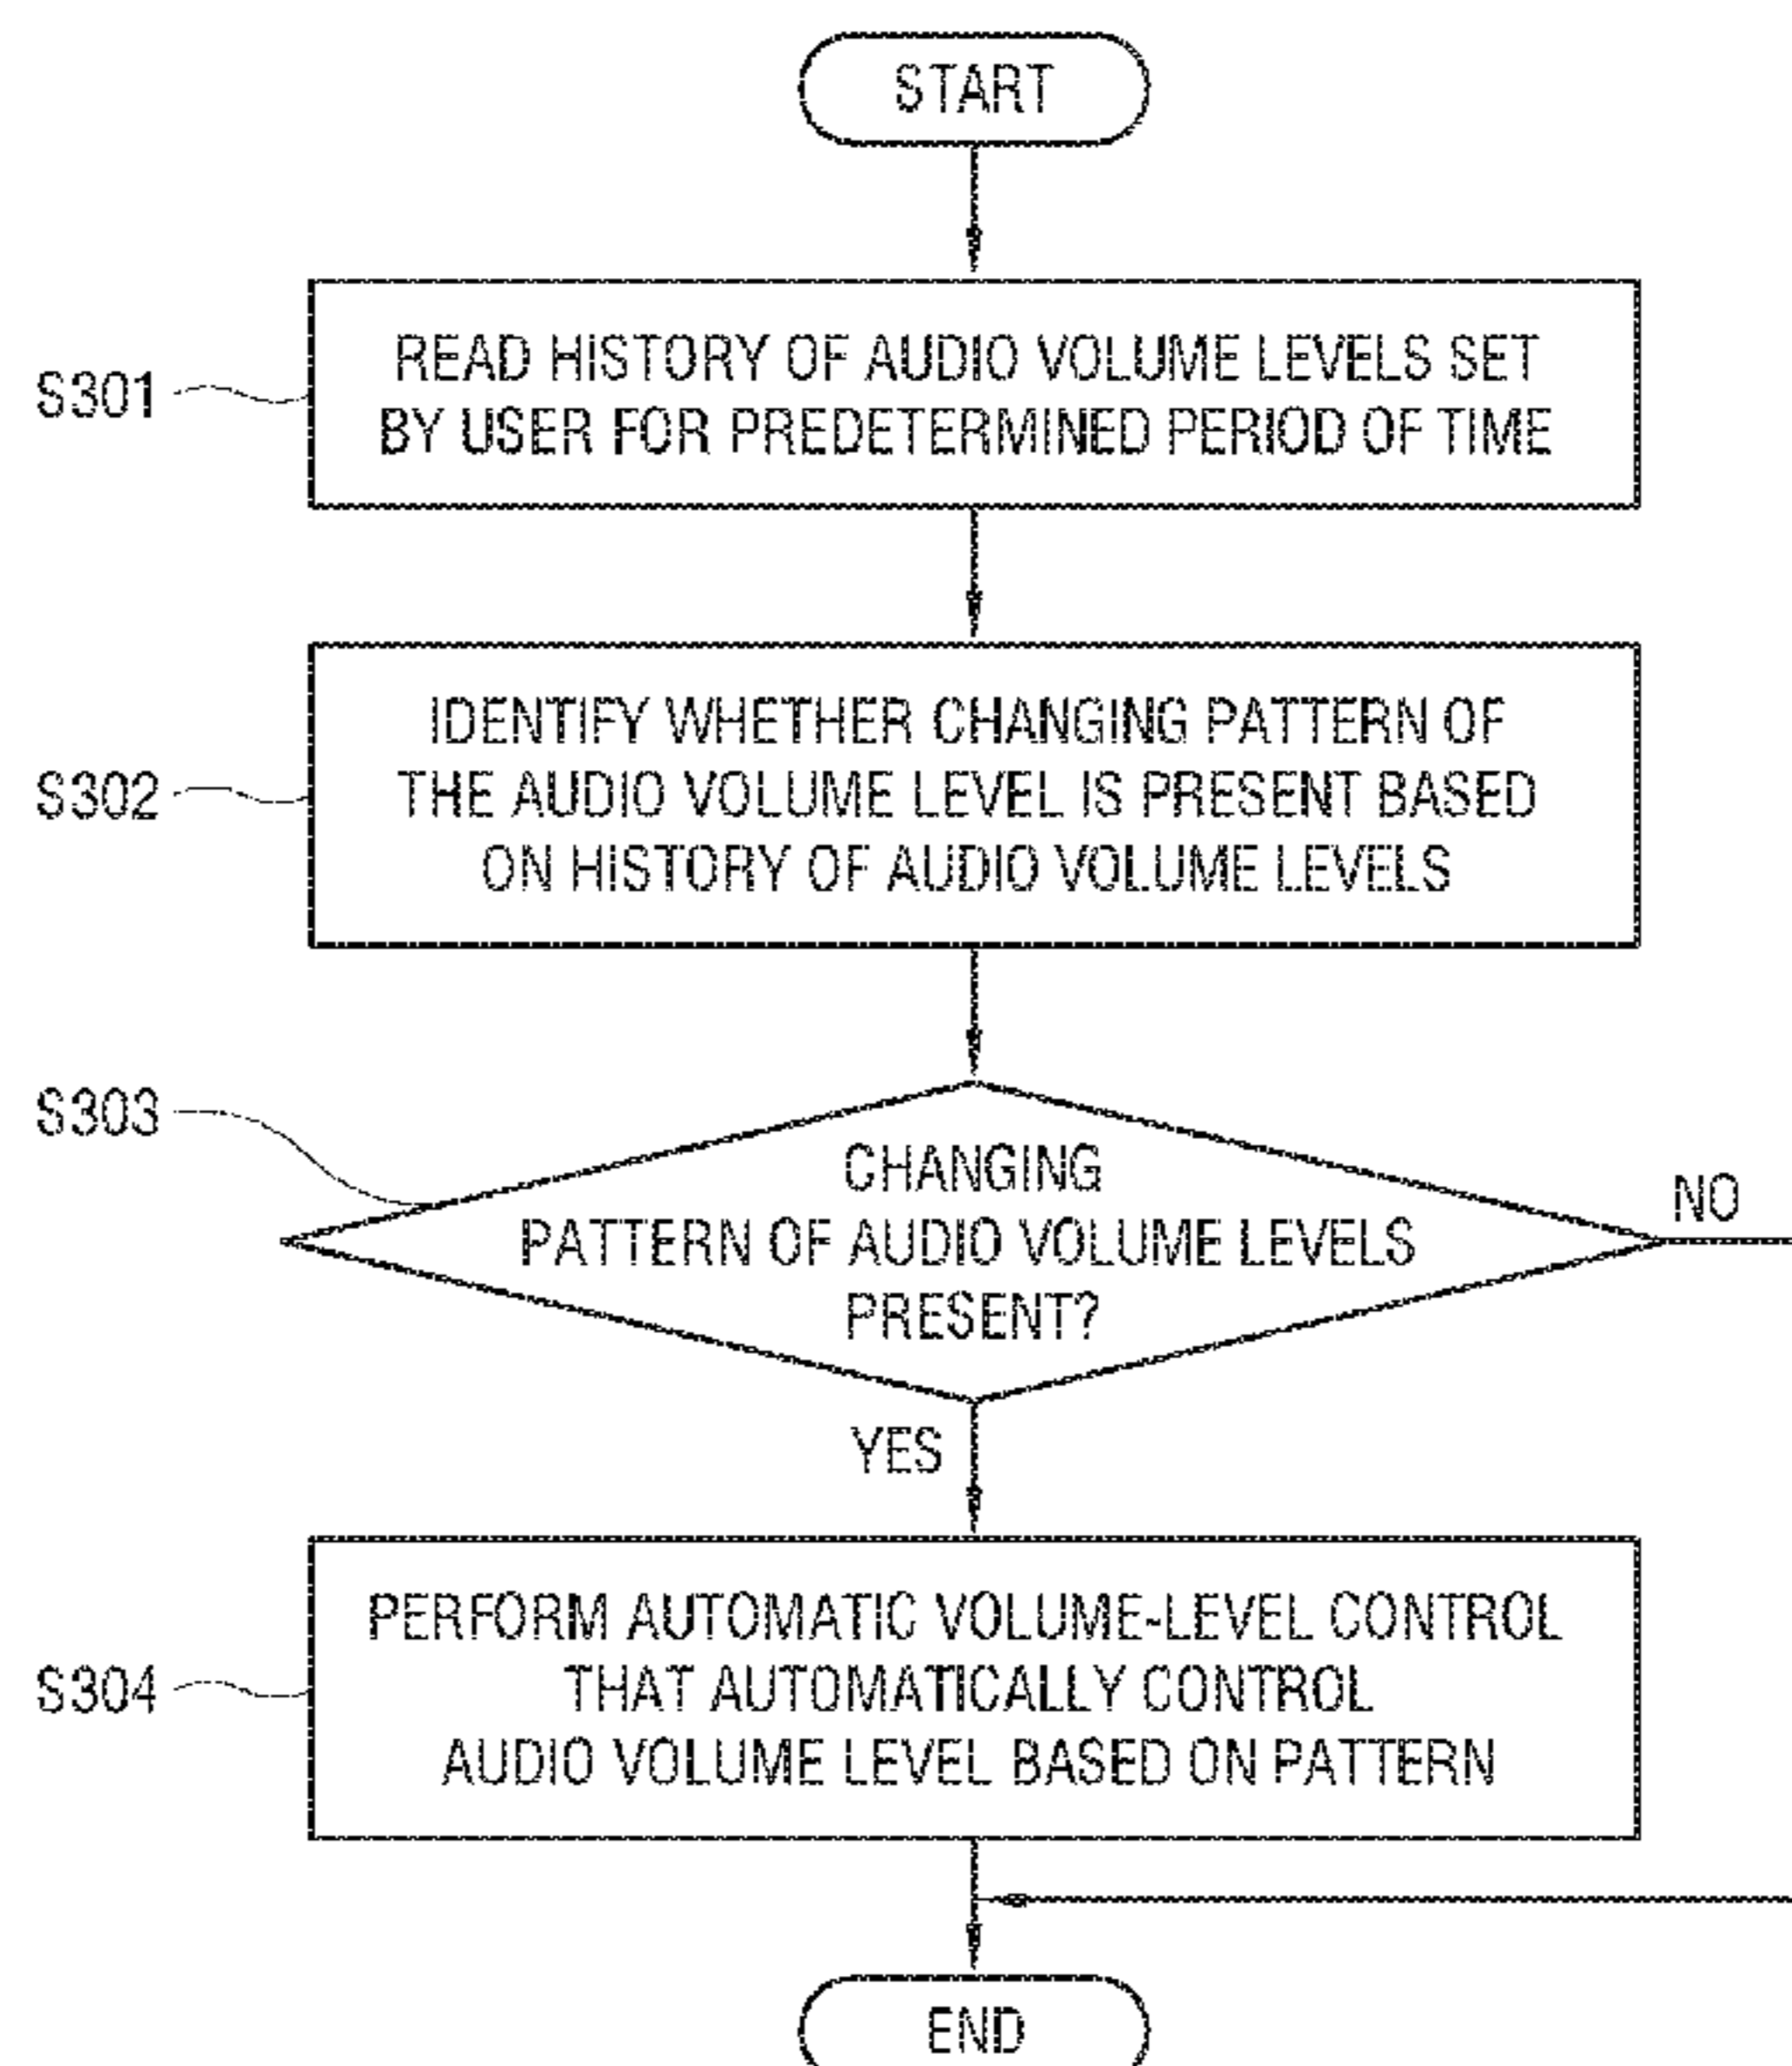 START
S301
READ HISTORY OF AUDIO VOLUME LEVELS SET
BY USER FOR PREDETERMINED PERIOD OF TIME
S302
IDENTIFY WHETHER CHANGING PATTERN OF
THE AUDIO VOLUME LEVEL IS PRESENT BASED
ON HISTORY OF AUDIO VOLUME LEVELS
S303
CHANGING
PATTERN OF AUDIO VOLUME LEVELS
PRESENT?
NO
YES
S304
PERFORM AUTOMATIC VOLUME-LEVEL CONTROL
THAT AUTOMATICALLY CONTROL
AUDIO VOLUME LEVEL BASED ON PATTERN
END